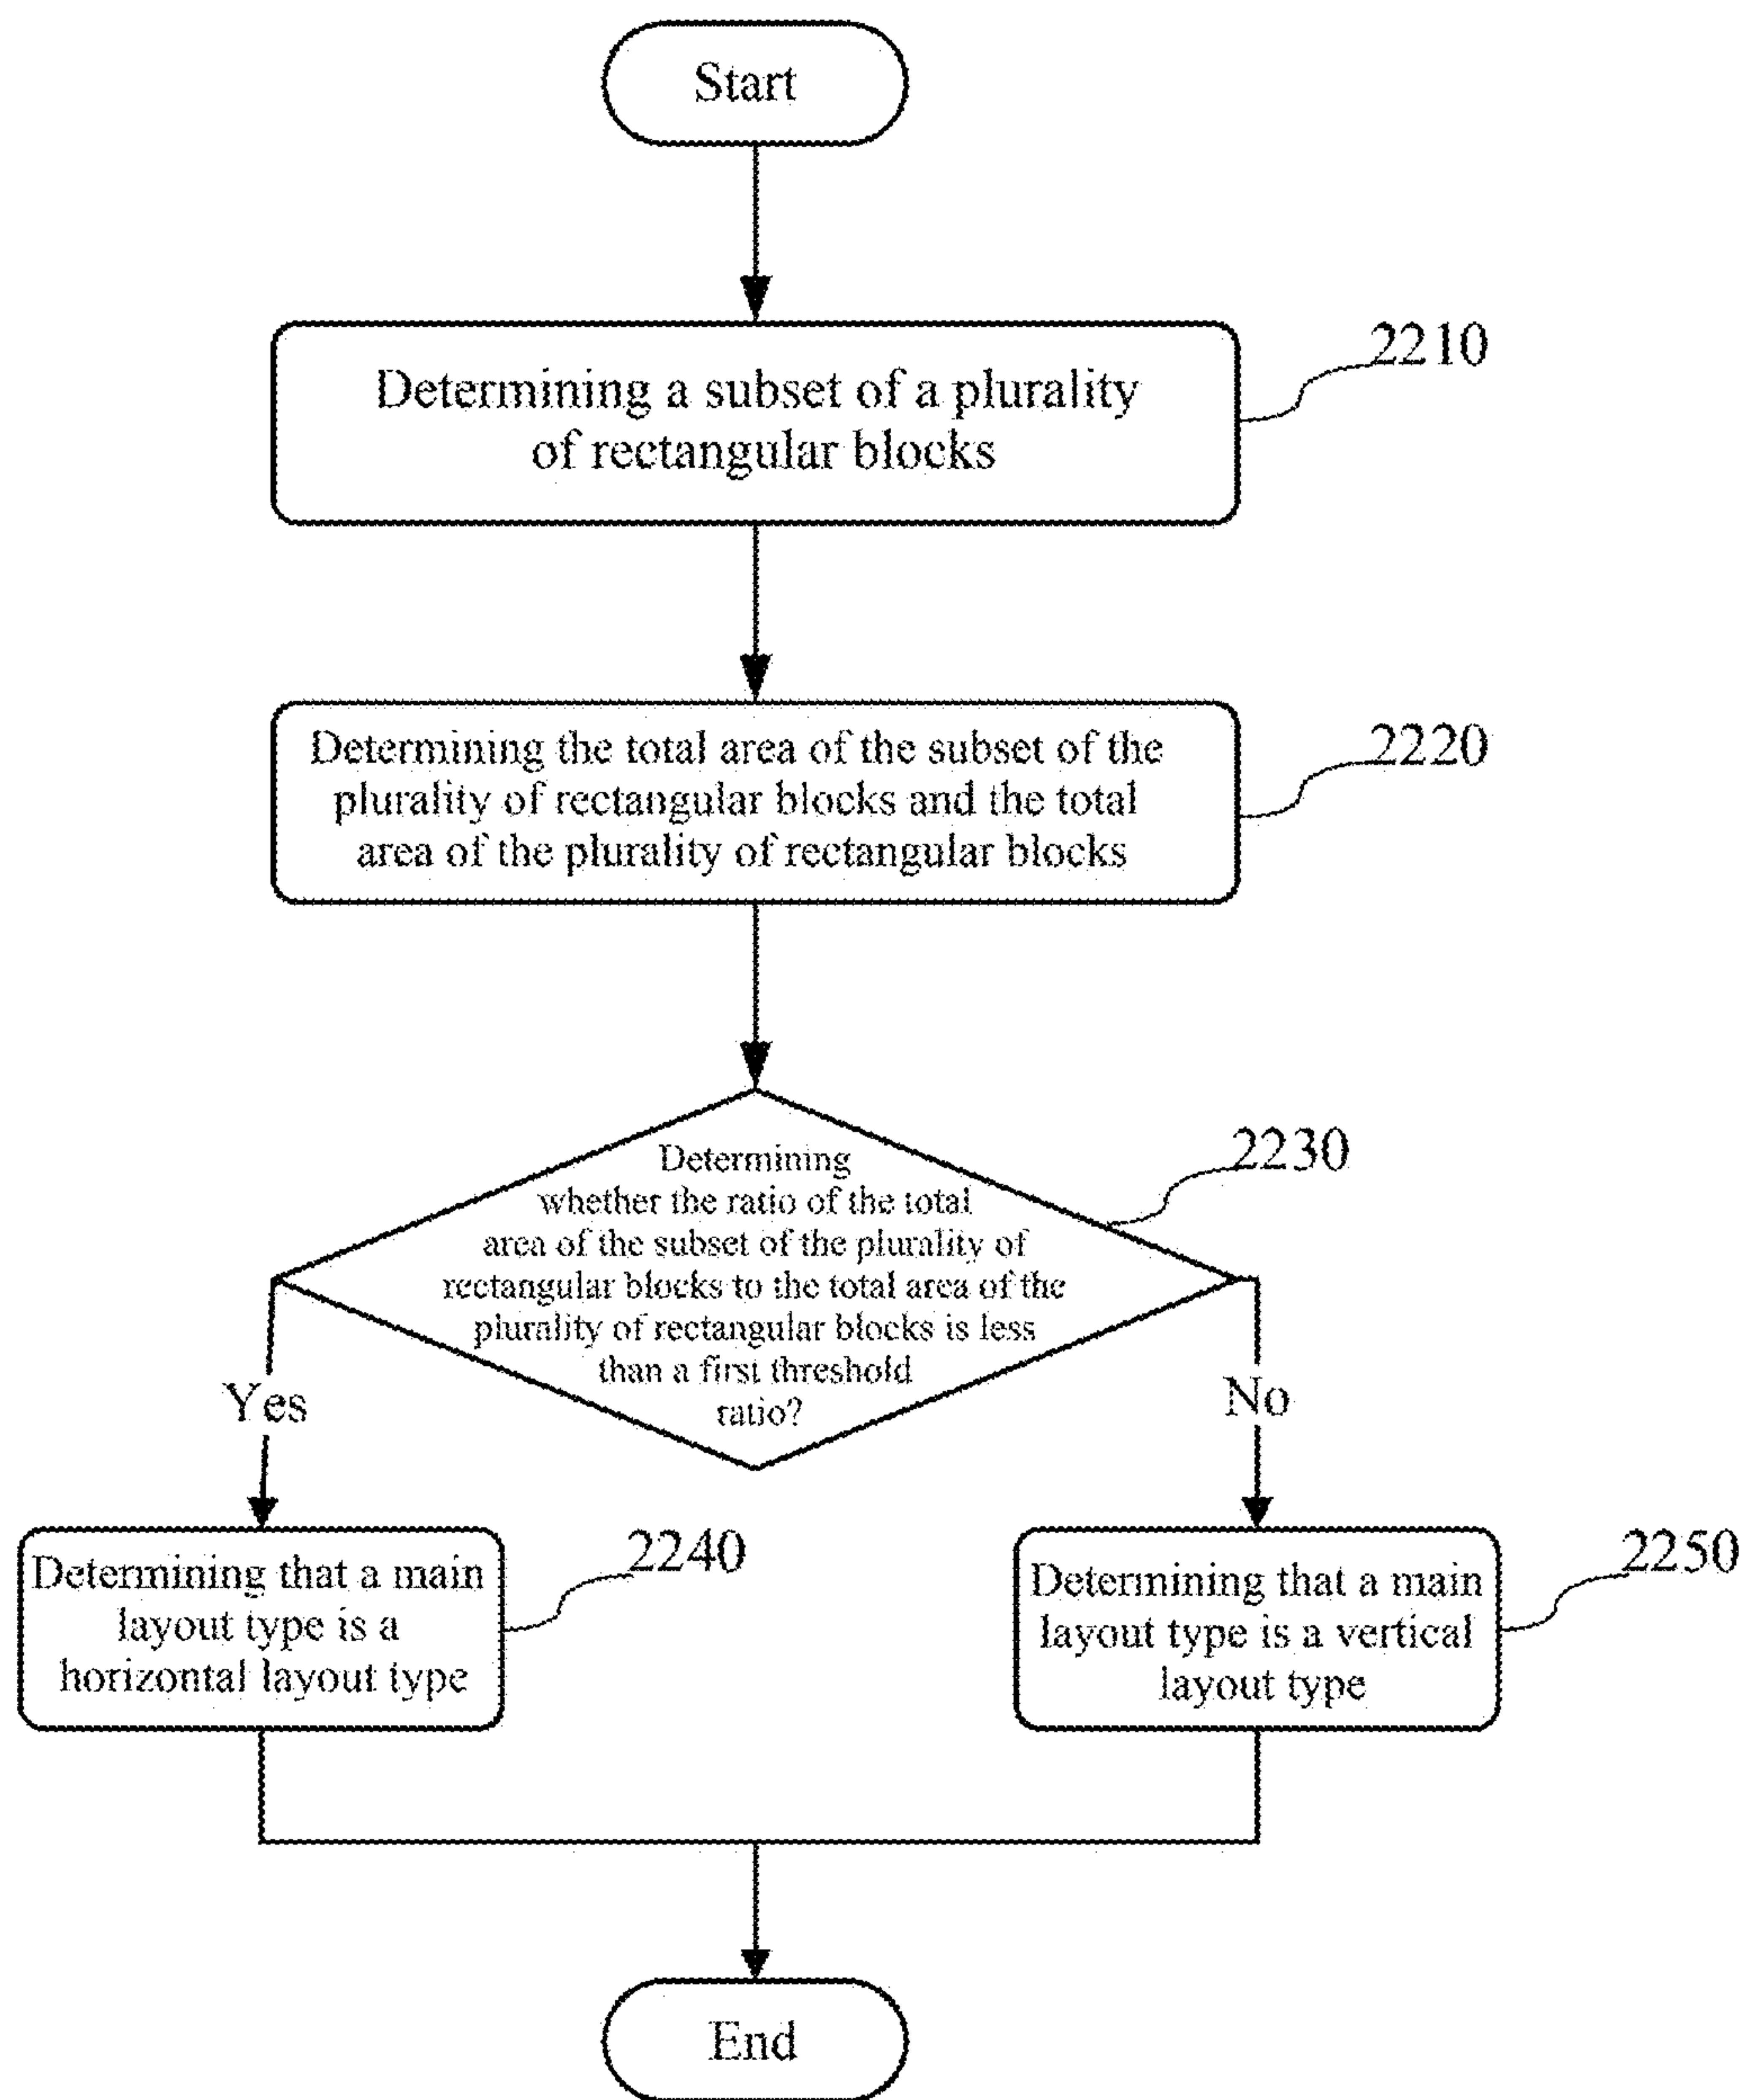 Start
2210
Determining a subset of a plurality
of rectangular blocks
2220
Determining the total area of the subset of the
plurality of rectangular blocks and the total
area of the plurality of rectangular blocks
2230
Determining
whether the ratio of the total
area of the subset of the plurality of
rectangular blocks to the total area of the
plurality of rectangular blocks is less
than a first threshold
ratio?
Yes
No
2240
Determining that a main
layout type is a
horizontal layout type
2250
Determining that a main
layout type is a vertical
layout type
End